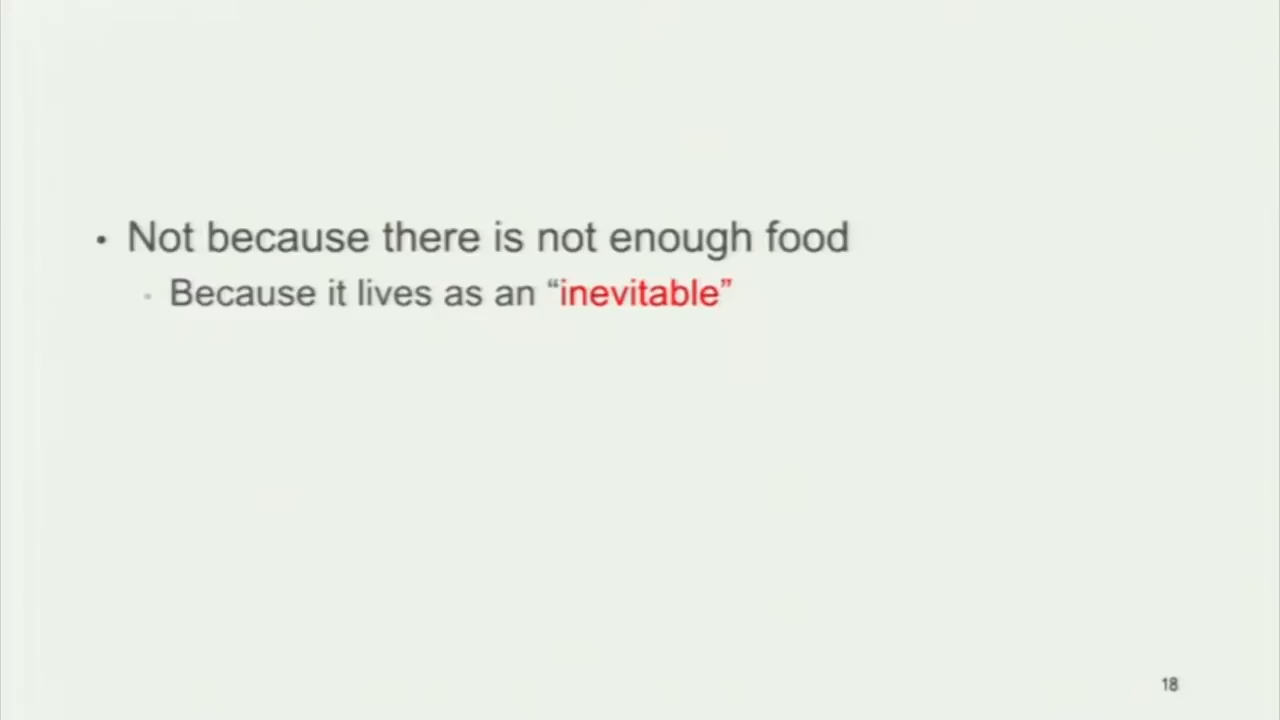 • Not because there is not enough food
• Because it lives as an “inevitable”
18